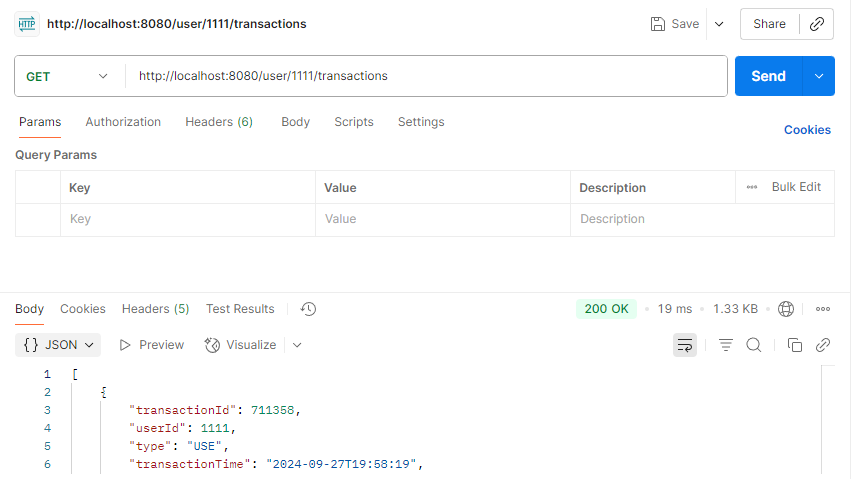 HTTP http://localhost:8080/user/1111/transactions Save Share
GET http://localhost:8080/user/1111/transactions Send
Params Authorization Headers (6) Body Scripts Settings Cookies
Query Params
Key Value Description Bulk Edit
Key Value Description
Body Cookies Headers (5) Test Results 200 OK 19 ms 1.33 KB
{} JSON Preview Visualize
1 [
2 {
3 "transactionId": 711358,
4 "userId": 1111,
5 "type": "USE",
6 "transactionTime": "2024-09-27T19:58:19",